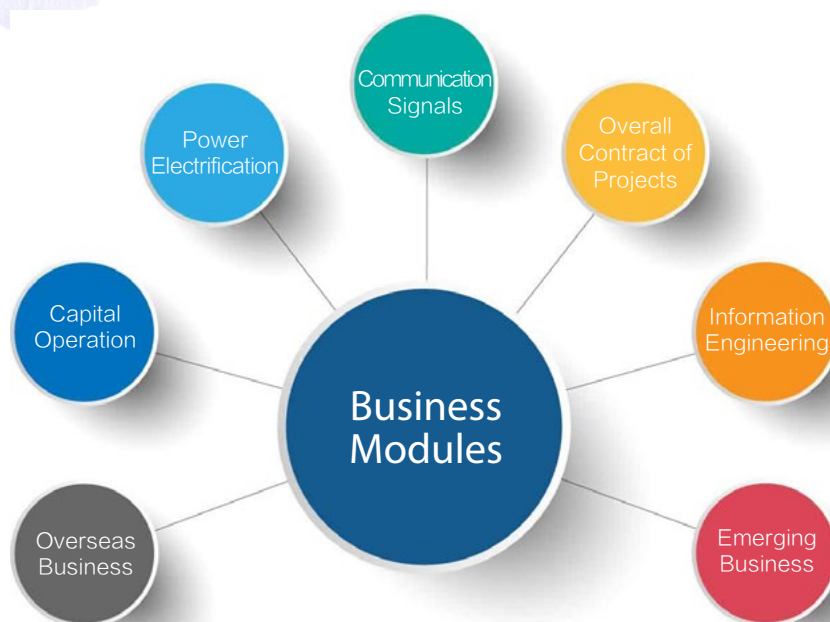 Communication
Signals
Power
Electrification
Overall
Contract of
Projects
Capital
Operation
Information
Engineering
Business
Modules
Overseas
Business
Emerging
Business